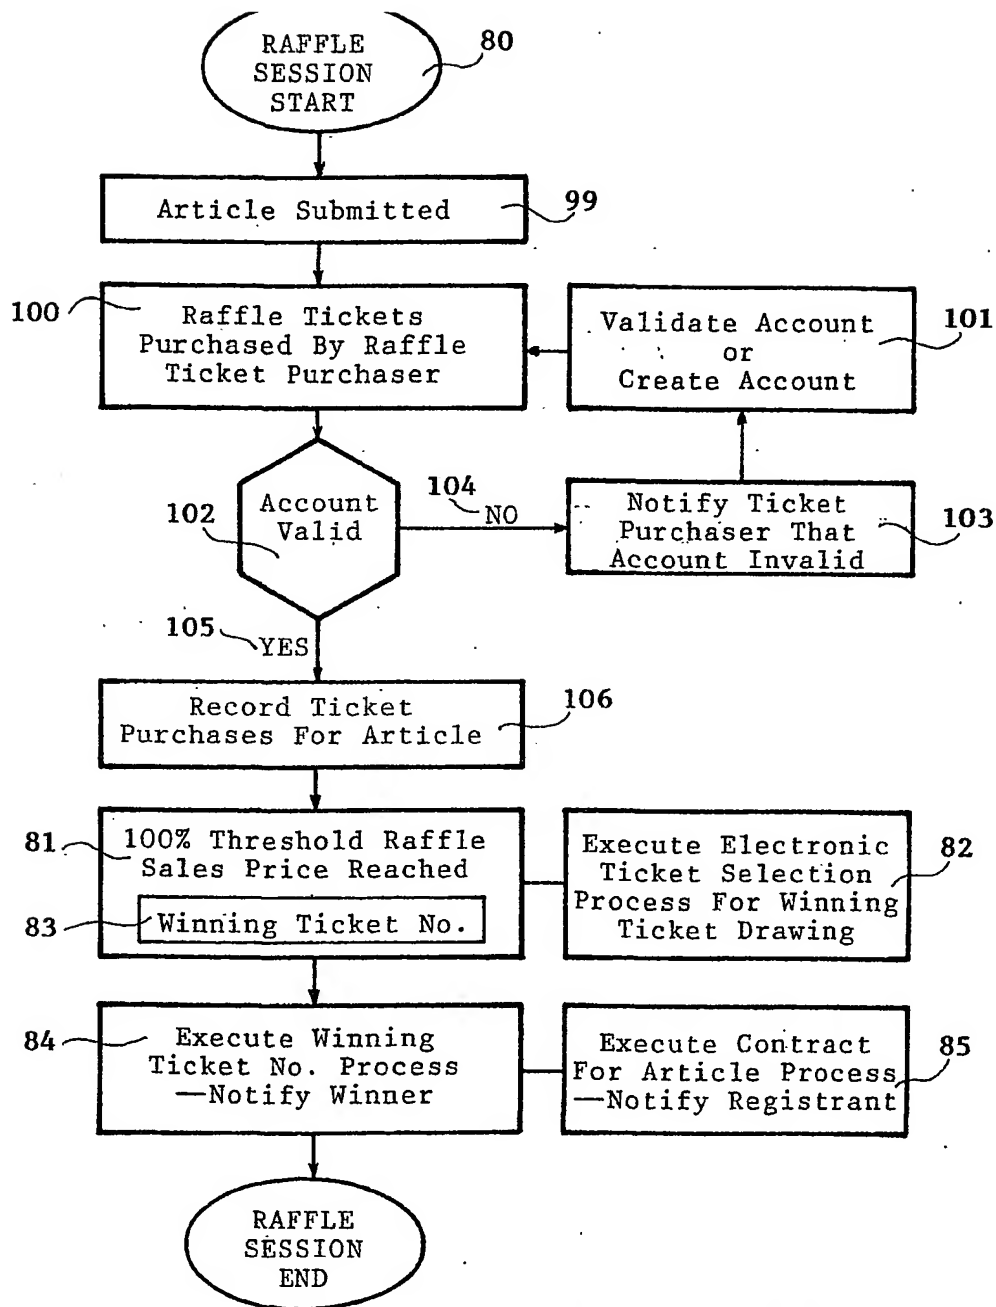 RAFFLE
SESSION
START
80
Article Submitted
99
100
Raffle Tickets
Purchased By Raffle
Ticket Purchaser
Validate Account
or
Create Account
101
102
Account
Valid
104
NO
Notify Ticket
Purchaser That
Account Invalid
103
105
YES
Record Ticket
Purchases For Article
106
81
100% Threshold Raffle
Sales Price Reached
83
Winning Ticket No.
Execute Electronic
Ticket Selection
Process For Winning
Ticket Drawing
82
84
Execute Winning
Ticket No. Process
—Notify Winner
Execute Contract
For Article Process
—Notify Registrant
85
RAFFLE
SESSION
END